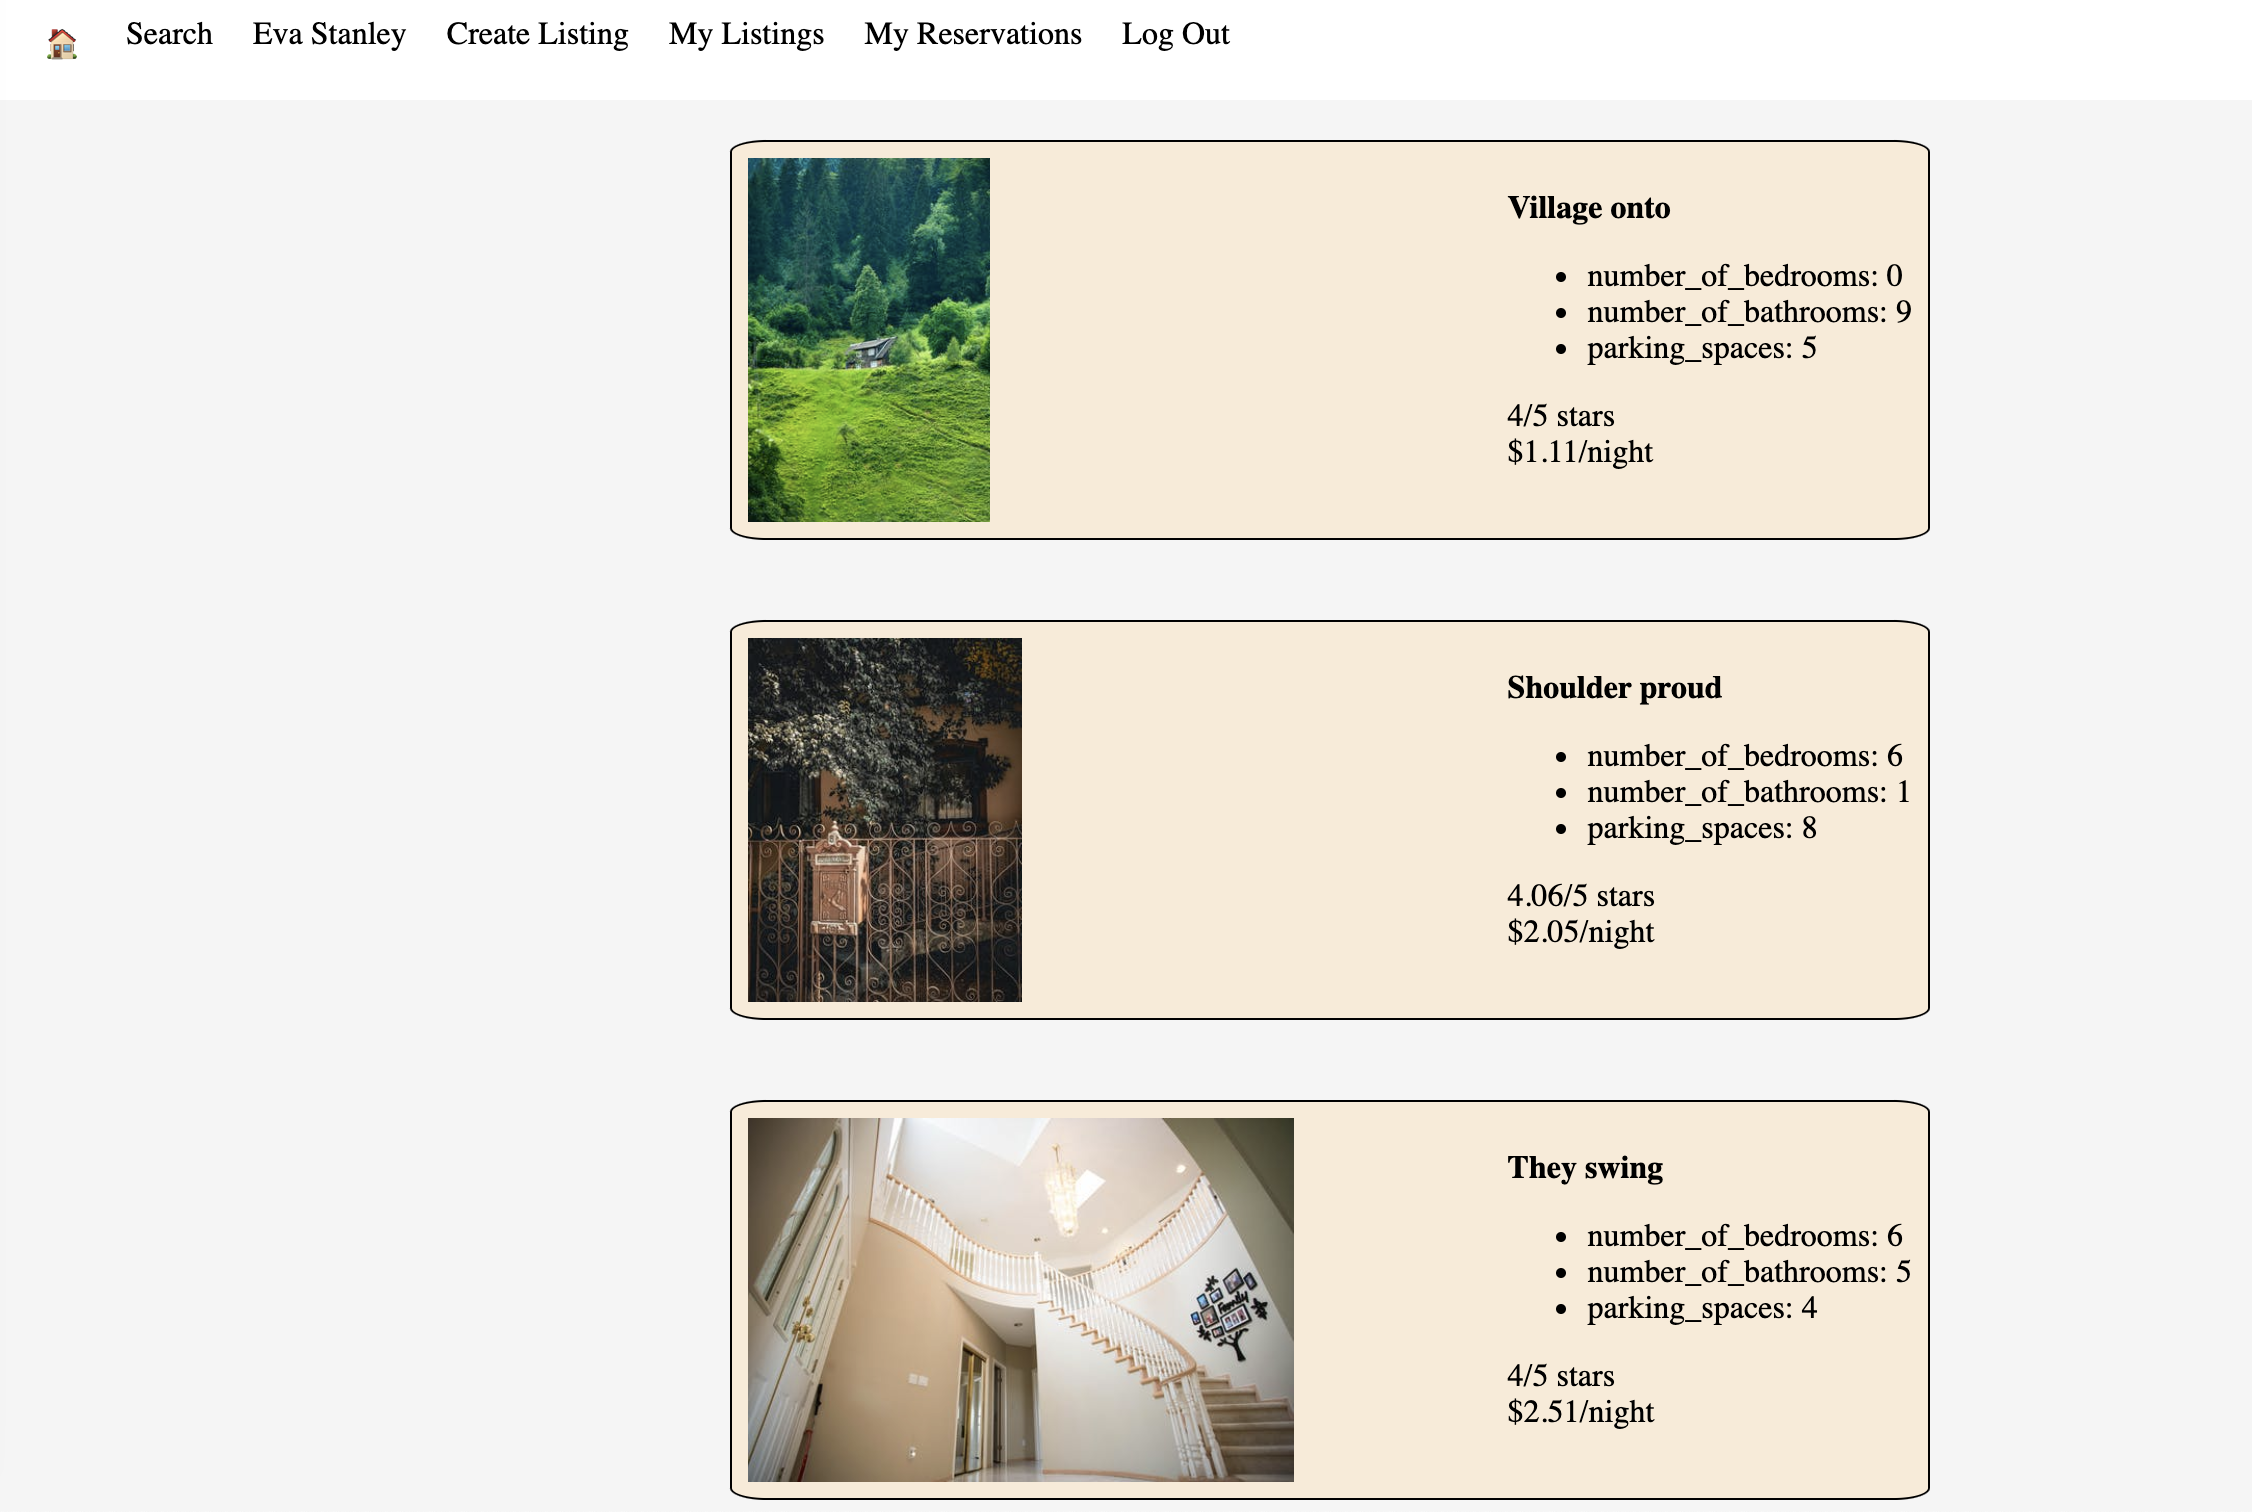 Search Eva Stanley Create Listing My Listings My Reservations Log Out
Village onto
number_of_bedrooms: 0
number_of_bathrooms: 9
parking_spaces: 5
4/5 stars
$1.11/night
Shoulder proud
number_of_bedrooms: 6
number_of_bathrooms: 1
parking_spaces: 8
4.06/5 stars
$2.05/night
They swing
number_of_bedrooms: 6
number_of_bathrooms: 5
parking_spaces: 4
4/5 stars
$2.51/night
Family